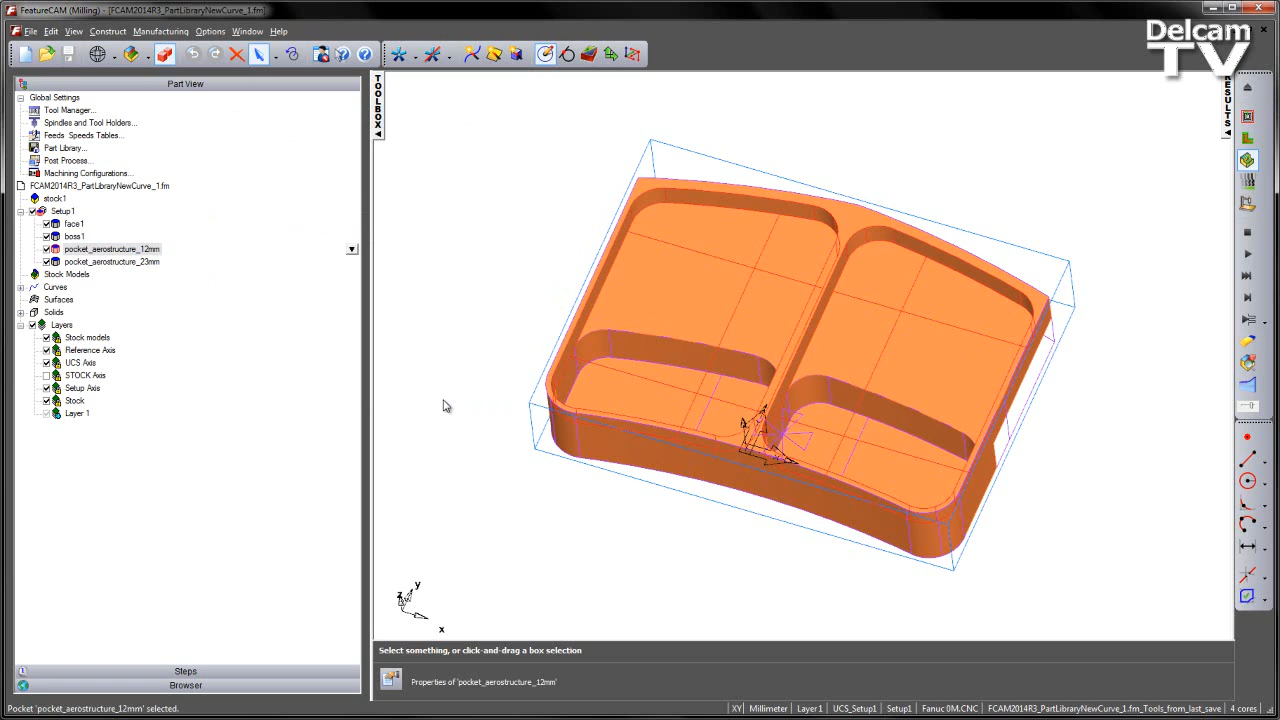 FeatureCAM (Milling) - [FCAM2014R3_PartLibraryNewCurve_1.fm]
File Edit View Construct Manufacturing Options Window Help
Delcam
TV
Part View
Global Settings
Tool Manager...
Spindles and Tool Holders...
Feeds Speeds Tables...
Part Library...
Post Process...
Machining Configurations...
FCAM2014R3_PartLibraryNewCurve_1.fm
stock1
Setup1
face1
boss1
pocket_aerostructure_12mm
pocket_aerostructure_23mm
Stock Models
Curves
Surfaces
Solids
Layers
Stock models
Reference Axis
UCS Axis
STOCK Axis
Setup Axis
Stock
Layer 1
Steps
Browser
TOOLBOX
RESULTS
z y
x
Select something, or click-and-drag a box selection
Properties of 'pocket_aerostructure_12mm'
Pocket 'pocket_aerostructure_12mm' selected.
XY Millimeter Layer 1 UCS_Setup1 Setup1 Fanuc 0M.CNC FCAM2014R3_PartLibraryNewCurve_1.fm_Tools_from_last_save 4 cores